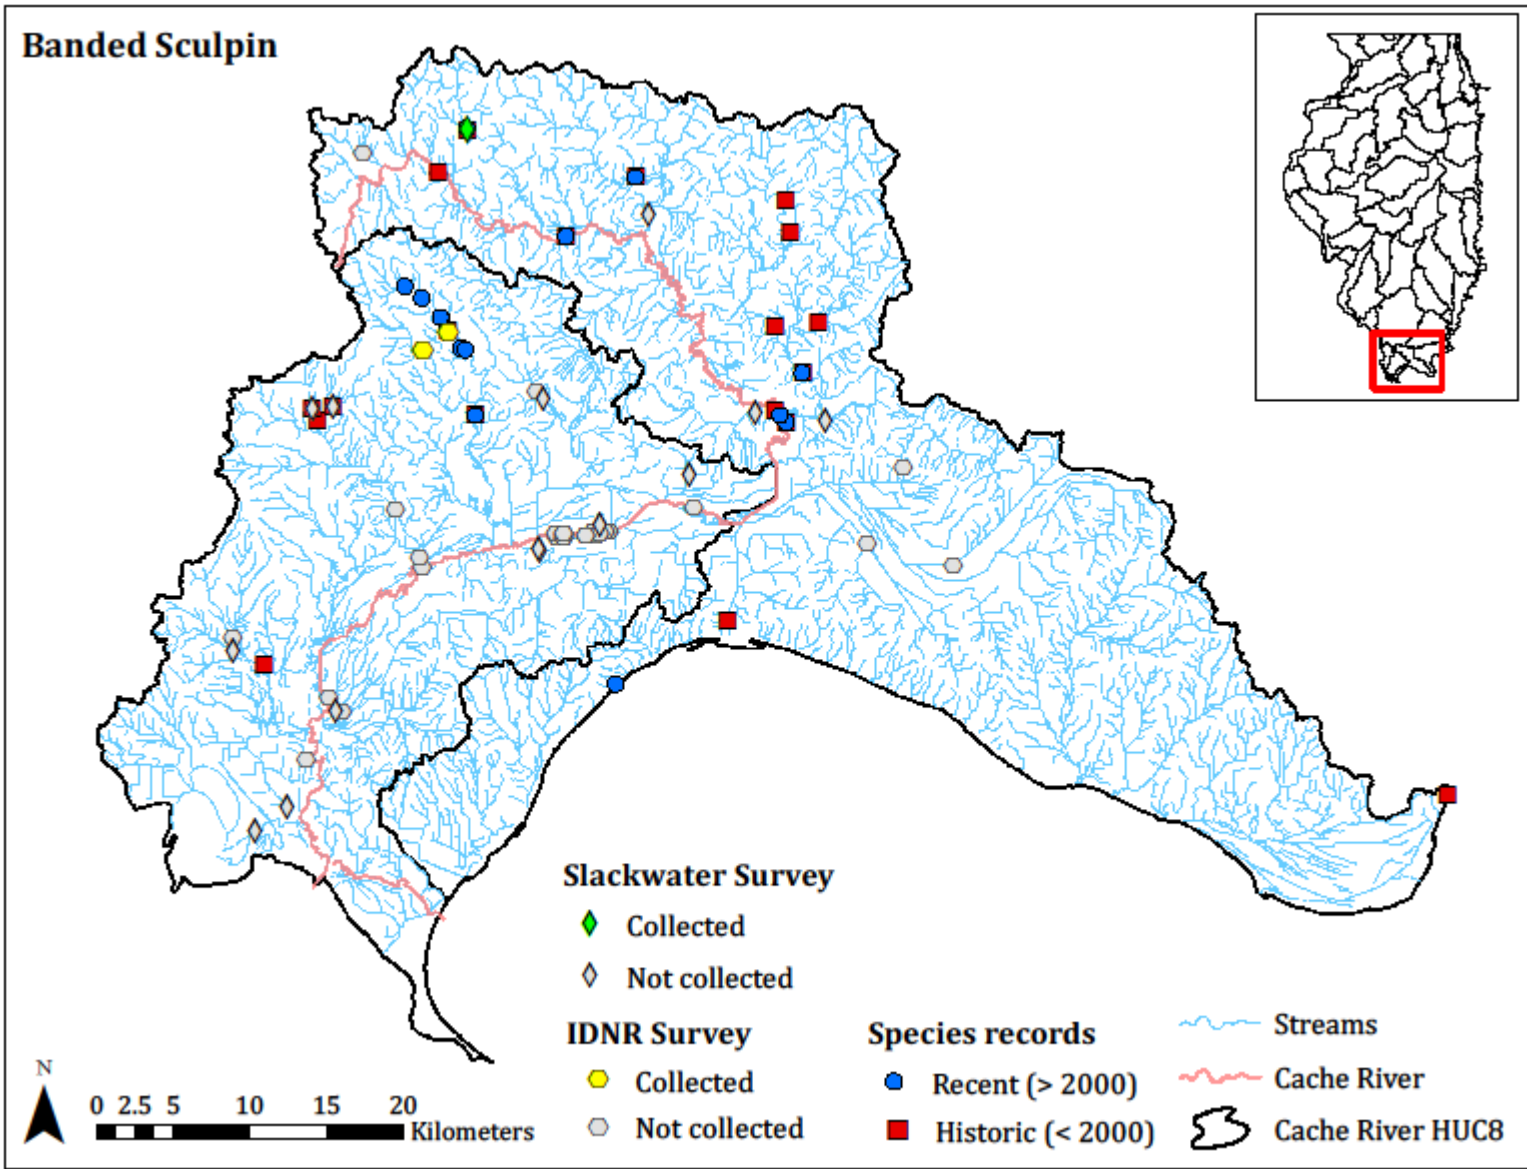 Banded Sculpin
Slackwater Survey
Collected
Not collected
IDNR Survey
Collected
Not collected
Species records
Recent (> 2000)
Historic (< 2000)
Streams
Cache River
Cache River HUC8
N
0 2.5 5 10 15 20
Kilometers